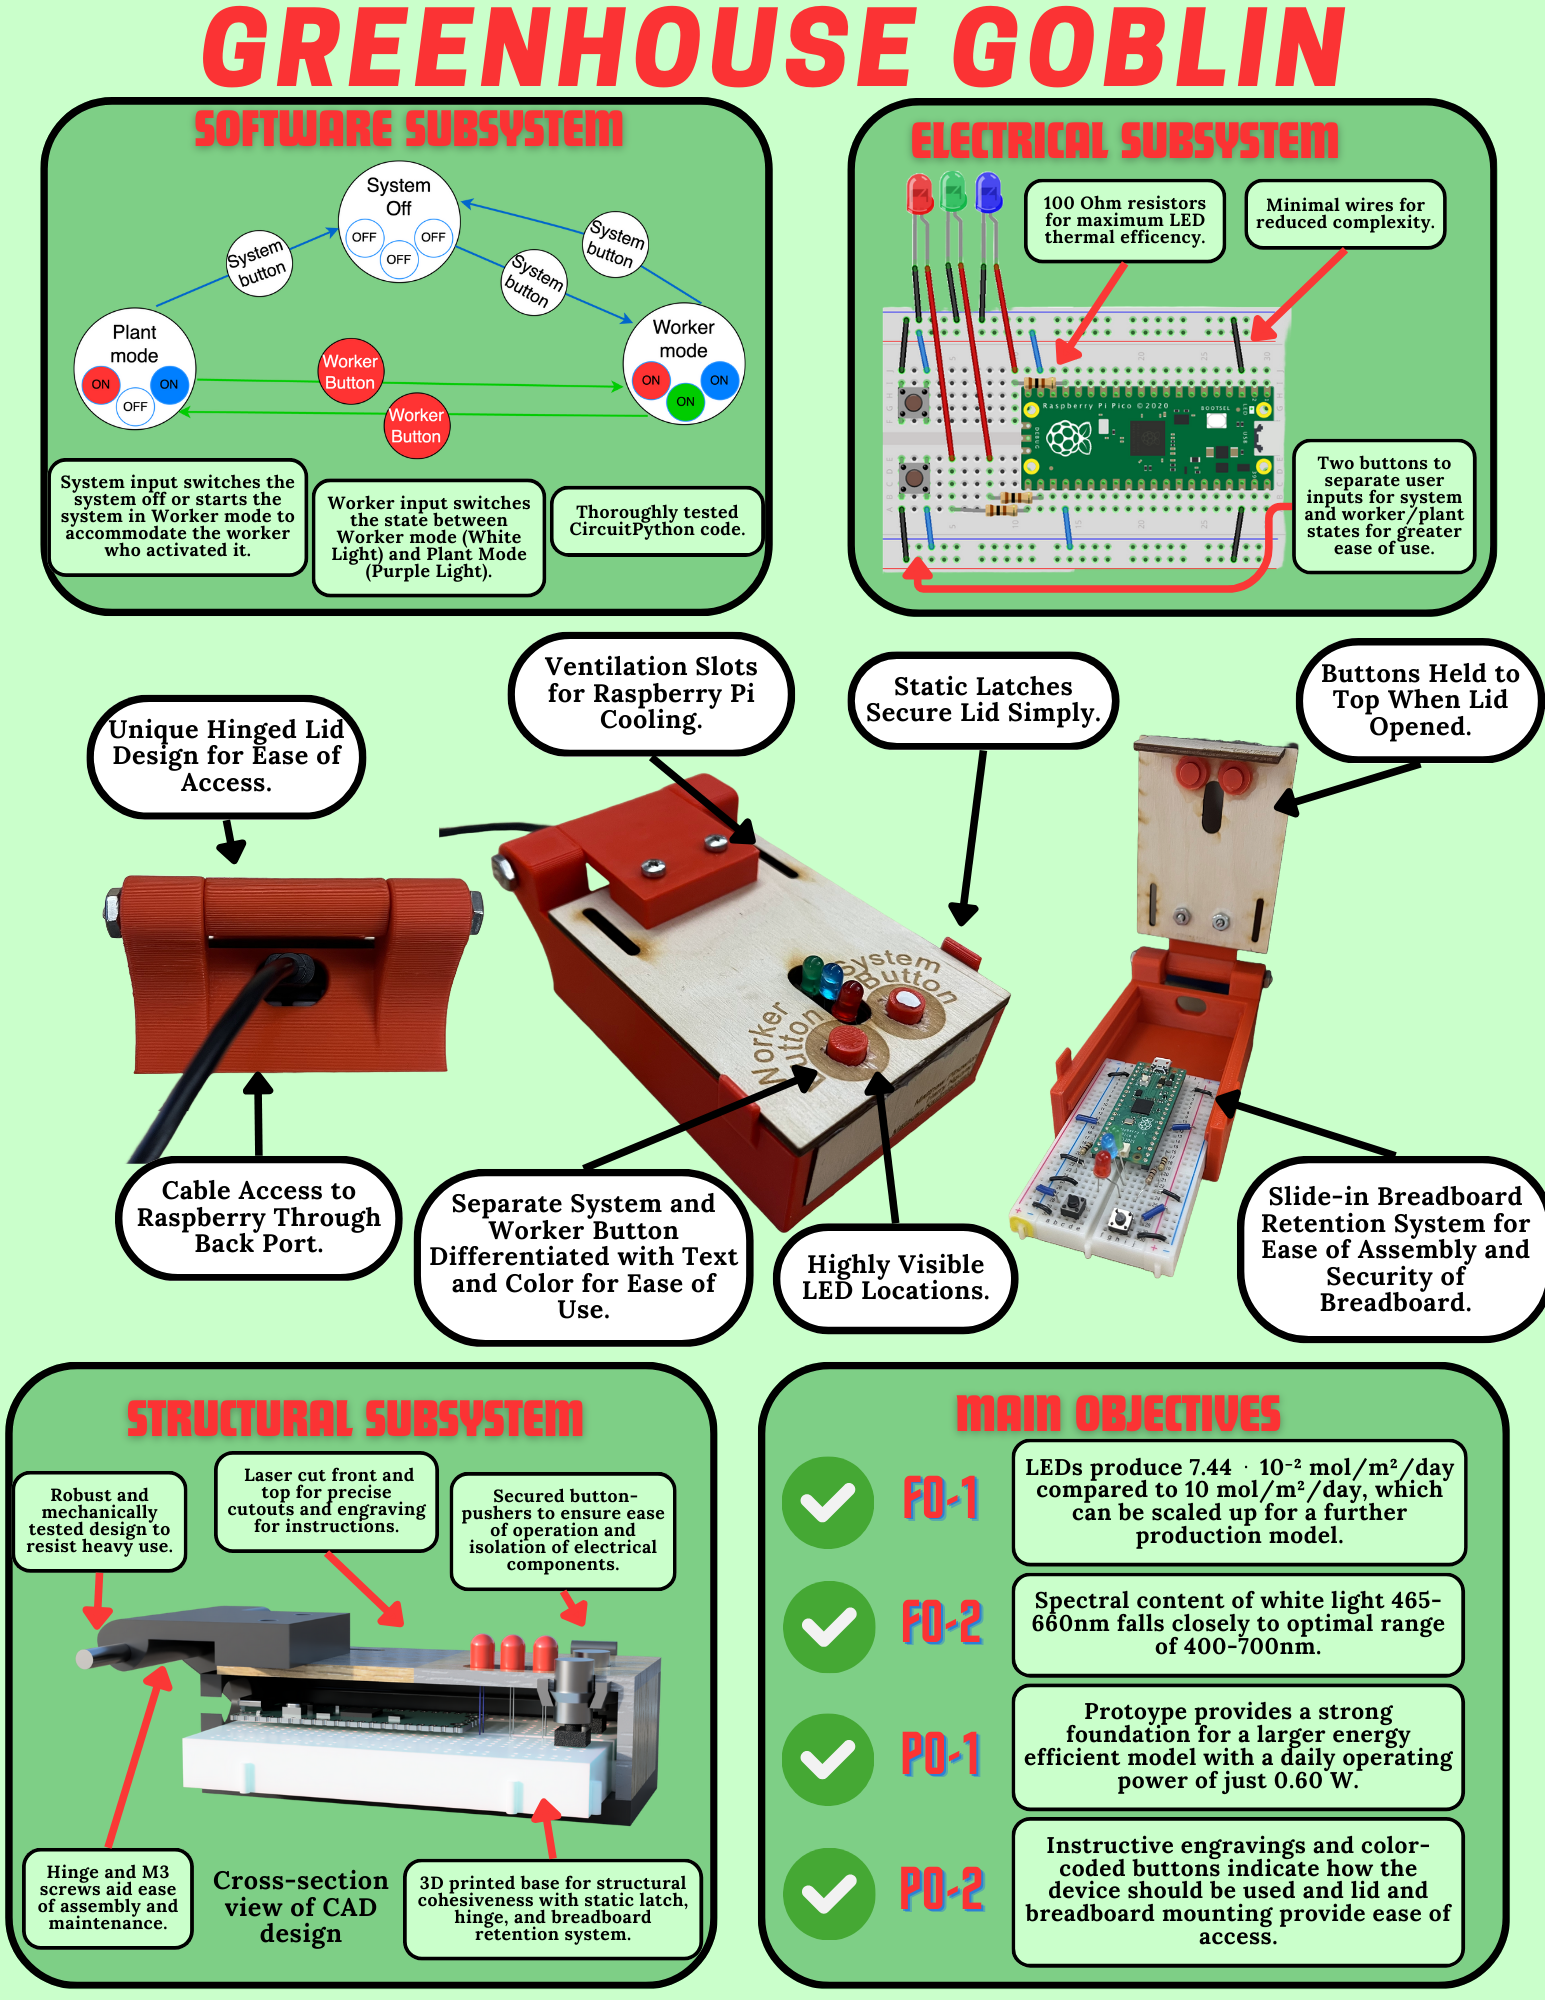 GREENHOUSE GOBLIN
SOFTWARE SUBSYSTEM
System
Off
OFF
OFF
OFF
System
button
System
button
System
button
Plant
mode
ON
ON
OFF
Worker
mode
ON
ON
ON
Worker
Button
Worker
Button
System input switches the
system off or starts the
system in Worker mode to
accommodate the worker
who activated it.
Worker input switches
the state between
Worker mode (White
Light) and Plant Mode
(Purple Light).
Thoroughly tested
CircuitPython code.
ELECTRICAL SUBSYSTEM
100 Ohm resistors
for maximum LED
thermal efficency.
Minimal wires for
reduced complexity.
Raspberry Pi Pico ©2020
BOOTSEL
LED
USB
DEBUG
Two buttons to
separate user
inputs for system
and worker/plant
states for greater
ease of use.
Unique Hinged Lid
Design for Ease of
Access.
Ventilation Slots
for Raspberry Pi
Cooling.
Static Latches
Secure Lid Simply.
Buttons Held to
Top When Lid
Opened.
System
Button
Worker
Button
Cable Access to
Raspberry Through
Back Port.
Separate System and
Worker Button
Differentiated with Text
and Color for Ease of
Use.
Highly Visible
LED Locations.
Slide-in Breadboard
Retention System for
Ease of Assembly and
Security of
Breadboard.
STRUCTURAL SUBSYSTEM
Robust and
mechanically
tested design to
resist heavy use.
Laser cut front and
top for precise
cutouts and engraving
for instructions.
Secured button-
pushers to ensure ease
of operation and
isolation of electrical
components.
Hinge and M3
screws aid ease
of assembly and
maintenance.
Cross-section
view of CAD
design
3D printed base for structural
cohesiveness with static latch,
hinge, and breadboard
retention system.
MAIN OBJECTIVES
FO-1
LEDs produce 7.44 · 10⁻² mol/m²/day
compared to 10 mol/m²/day, which
can be scaled up for a further
production model.
FO-2
Spectral content of white light 465-
660nm falls closely to optimal range
of 400-700nm.
PO-1
Protoype provides a strong
foundation for a larger energy
efficient model with a daily operating
power of just 0.60 W.
PO-2
Instructive engravings and color-
coded buttons indicate how the
device should be used and lid and
breadboard mounting provide ease of
access.